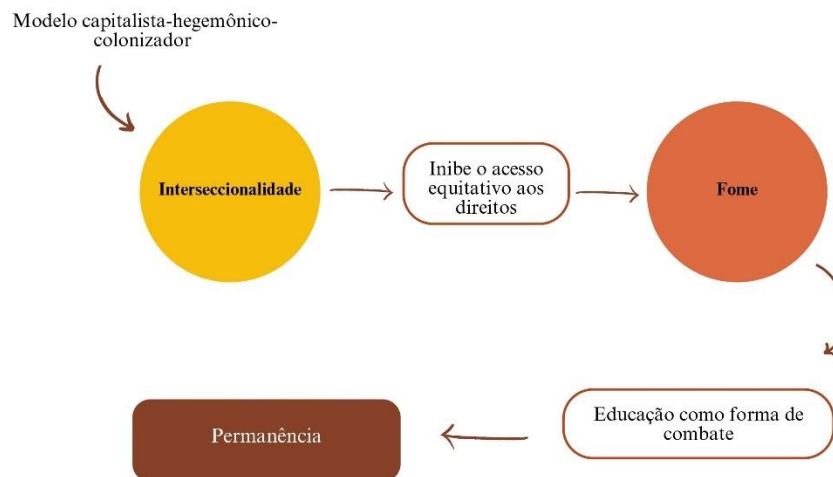 Modelo capitalista-hegemônico-
colonizador
Interseccionalidade
Inibe o acesso
equitativo aos
direitos
Fome
Educação como forma de
combate
Permanência